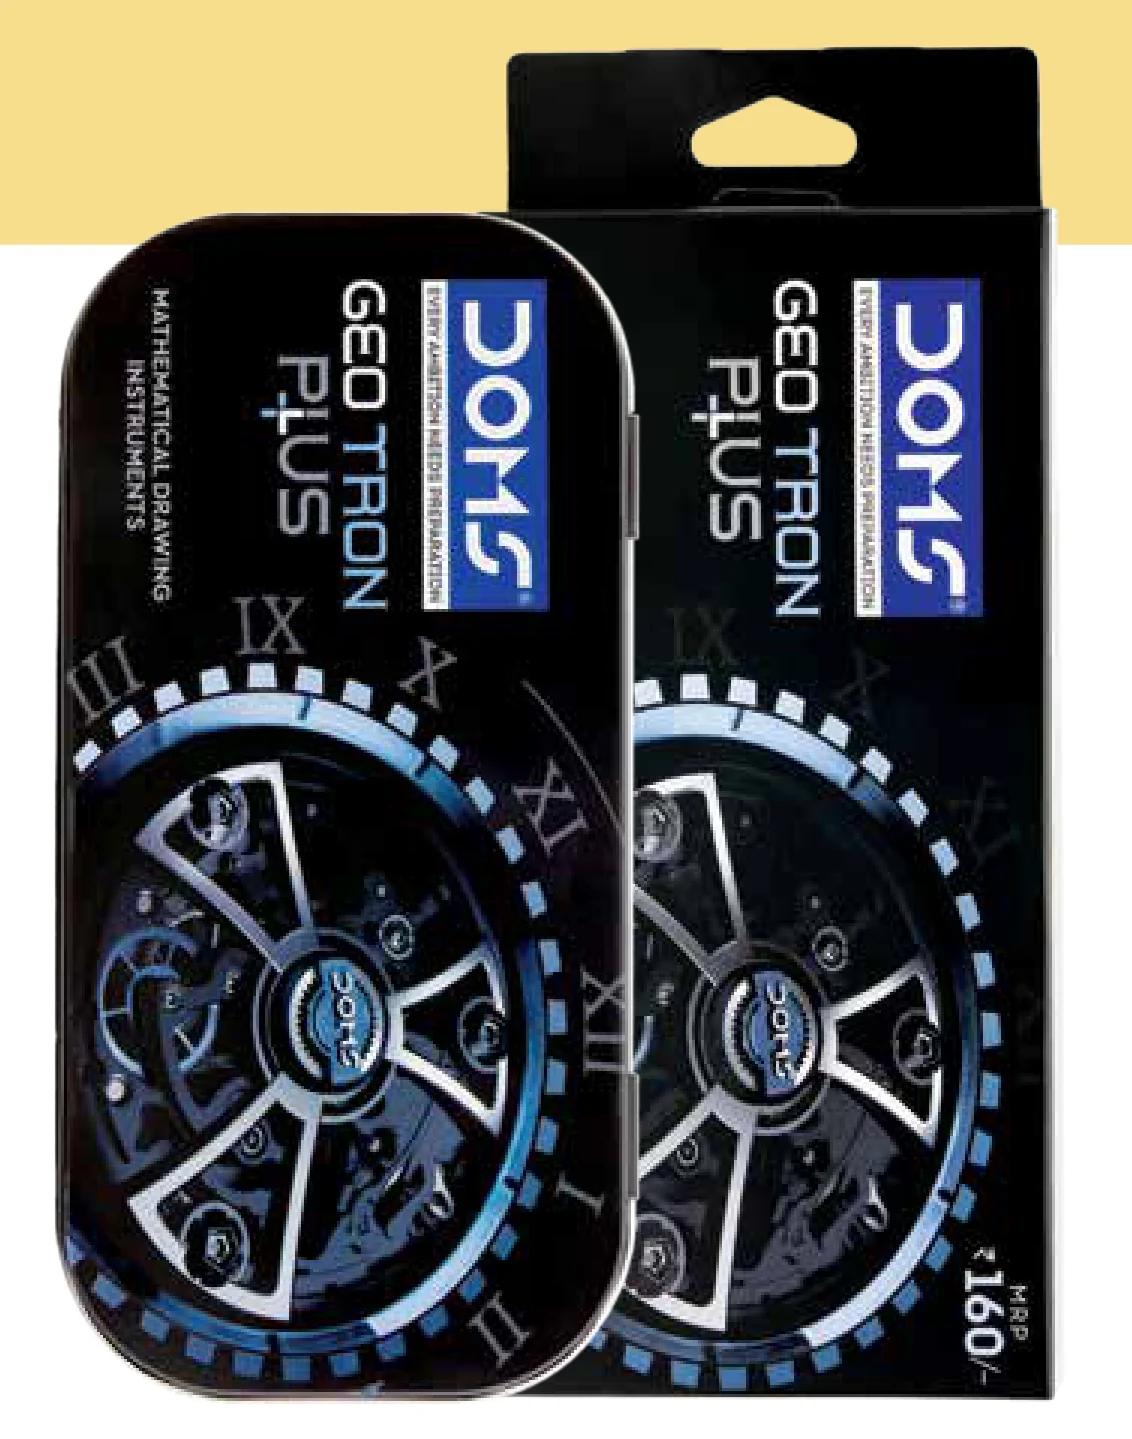 DOMS
EVERY AMBITION NEEDS PREPARATION
GEO TRON
PLUS
MATHEMATICAL DRAWING
INSTRUMENTS
III
IX
X
XI
XII
I
II
DOMS
DOMS
EVERY AMBITION NEEDS PREPARATION
GEO TRON
PLUS
IX
X
XI
DOMS
MRP
₹160/-